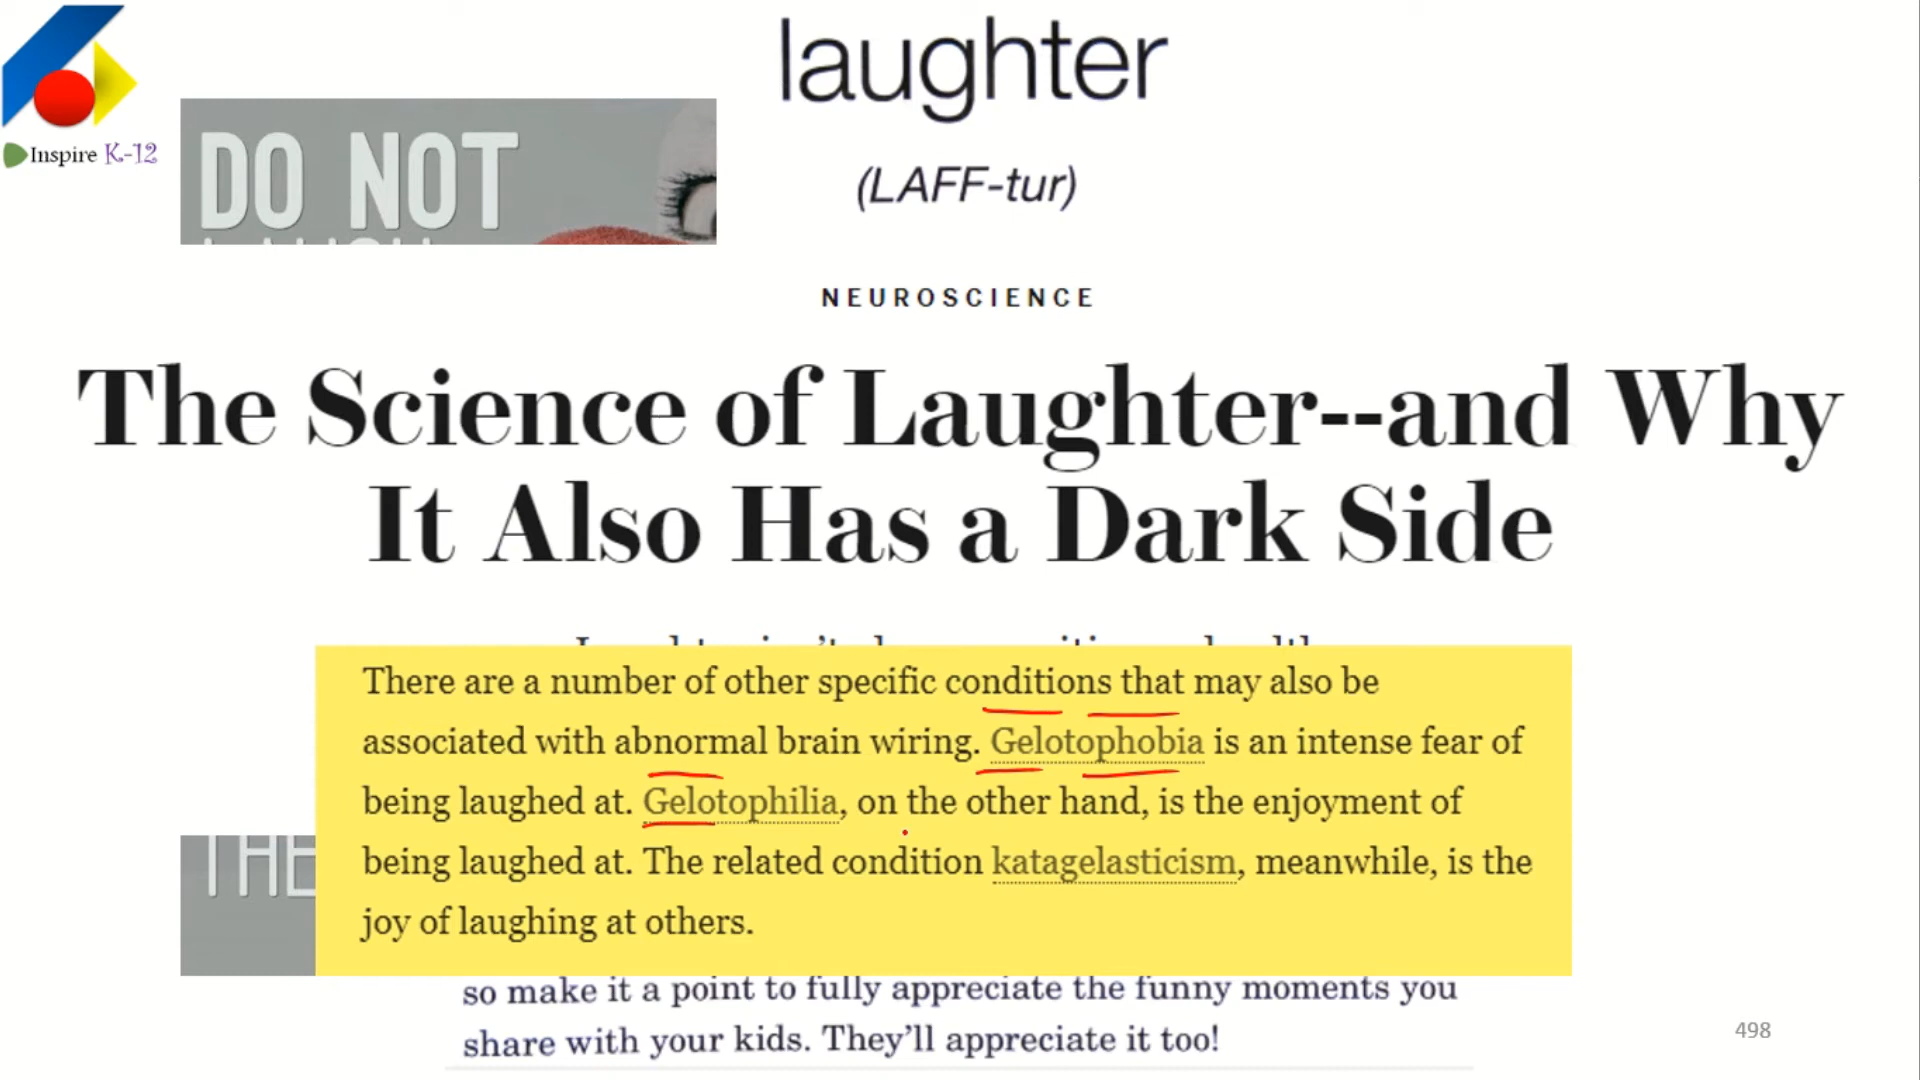 laughter
Inspire K-12
DO NOT
(LAFF-tur)
NEUROSCIENCE
The Science of Laughter--and Why
It Also Has a Dark Side
There are a number of other specific conditions that may also be
associated with abnormal brain wiring. Gelotophobia is an intense fear of
being laughed at. Gelotophilia, on the other hand, is the enjoyment of
being laughed at. The related condition katagelasticism, meanwhile, is the
joy of laughing at others.
THE
so make it a point to fully appreciate the funny moments you
share with your kids. They’ll appreciate it too!
498